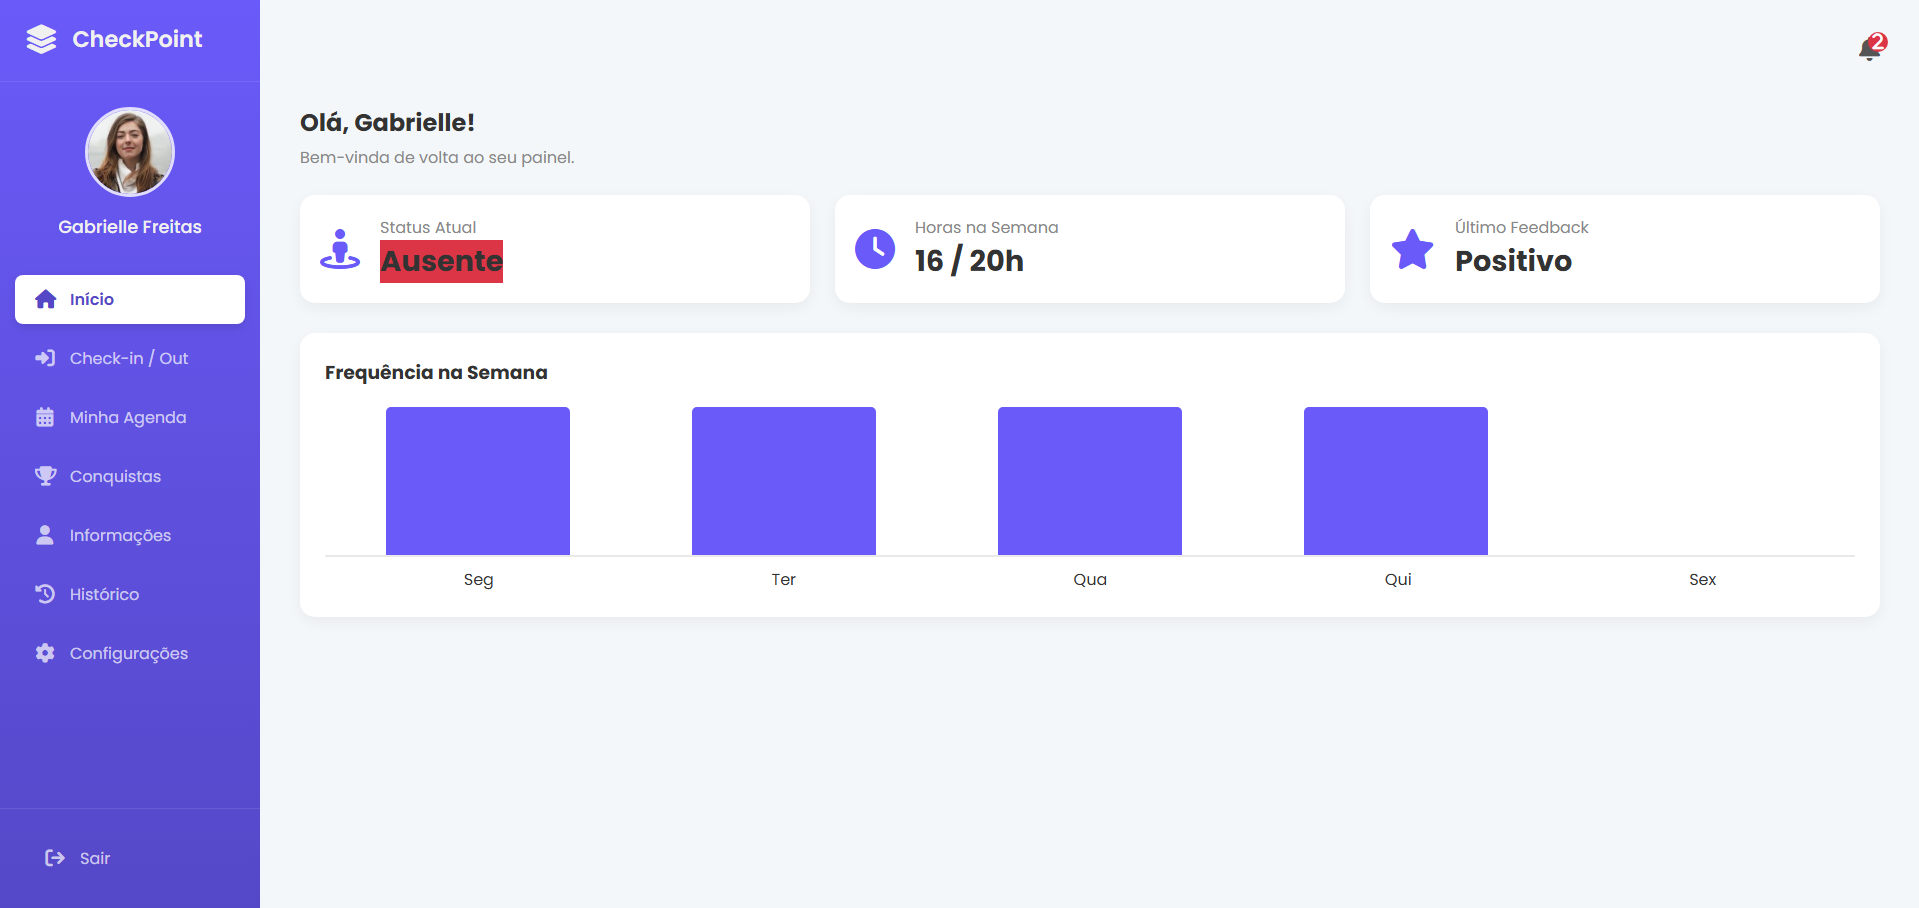 CheckPoint
2
Gabrielle Freitas
Início
Check-in / Out
Minha Agenda
Conquistas
Informações
Histórico
Configurações
Sair
Olá, Gabrielle!
Bem-vinda de volta ao seu painel.
Status Atual
Ausente
Horas na Semana
16 / 20h
Último Feedback
Positivo
Frequência na Semana
Seg Ter Qua Qui Sex